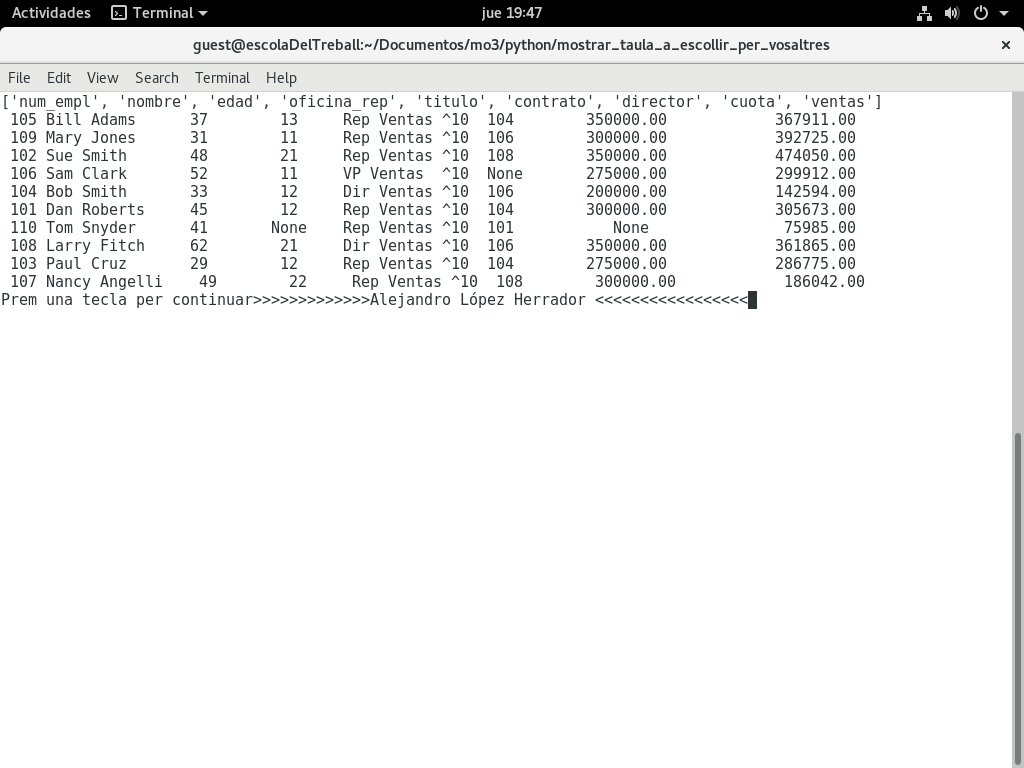 Actividades Terminal jue 19:47
guest@escolaDelTreball:~/Documentos/mo3/python/mostrar_taula_a_escollir_per_vosaltres ×
File Edit View Search Terminal Help
['num_empl', 'nombre', 'edad', 'oficina_rep', 'titulo', 'contrato', 'director', 'cuota', 'ventas']
105 Bill Adams 37 13 Rep Ventas ^10 104 350000.00 367911.00
109 Mary Jones 31 11 Rep Ventas ^10 106 300000.00 392725.00
102 Sue Smith 48 21 Rep Ventas ^10 108 350000.00 474050.00
106 Sam Clark 52 11 VP Ventas ^10 None 275000.00 299912.00
104 Bob Smith 33 12 Dir Ventas ^10 106 200000.00 142594.00
101 Dan Roberts 45 12 Rep Ventas ^10 104 300000.00 305673.00
110 Tom Snyder 41 None Rep Ventas ^10 101 None 75985.00
108 Larry Fitch 62 21 Dir Ventas ^10 106 350000.00 361865.00
103 Paul Cruz 29 12 Rep Ventas ^10 104 275000.00 286775.00
107 Nancy Angelli 49 22 Rep Ventas ^10 108 300000.00 186042.00
Prem una tecla per continuar>>>>>>>>>>>>>Alejandro López Herrador <<<<<<<<<<<<<<<<<